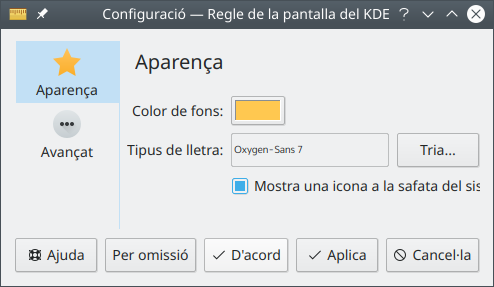 Configuració — Regle de la pantalla del KDE
Aparença
Avançat
Aparença
Color de fons:
Tipus de lletra: Oxygen-Sans 7 Tria...
Mostra una icona a la safata del sis
Ajuda Per omissió D'acord Aplica Cancel·la